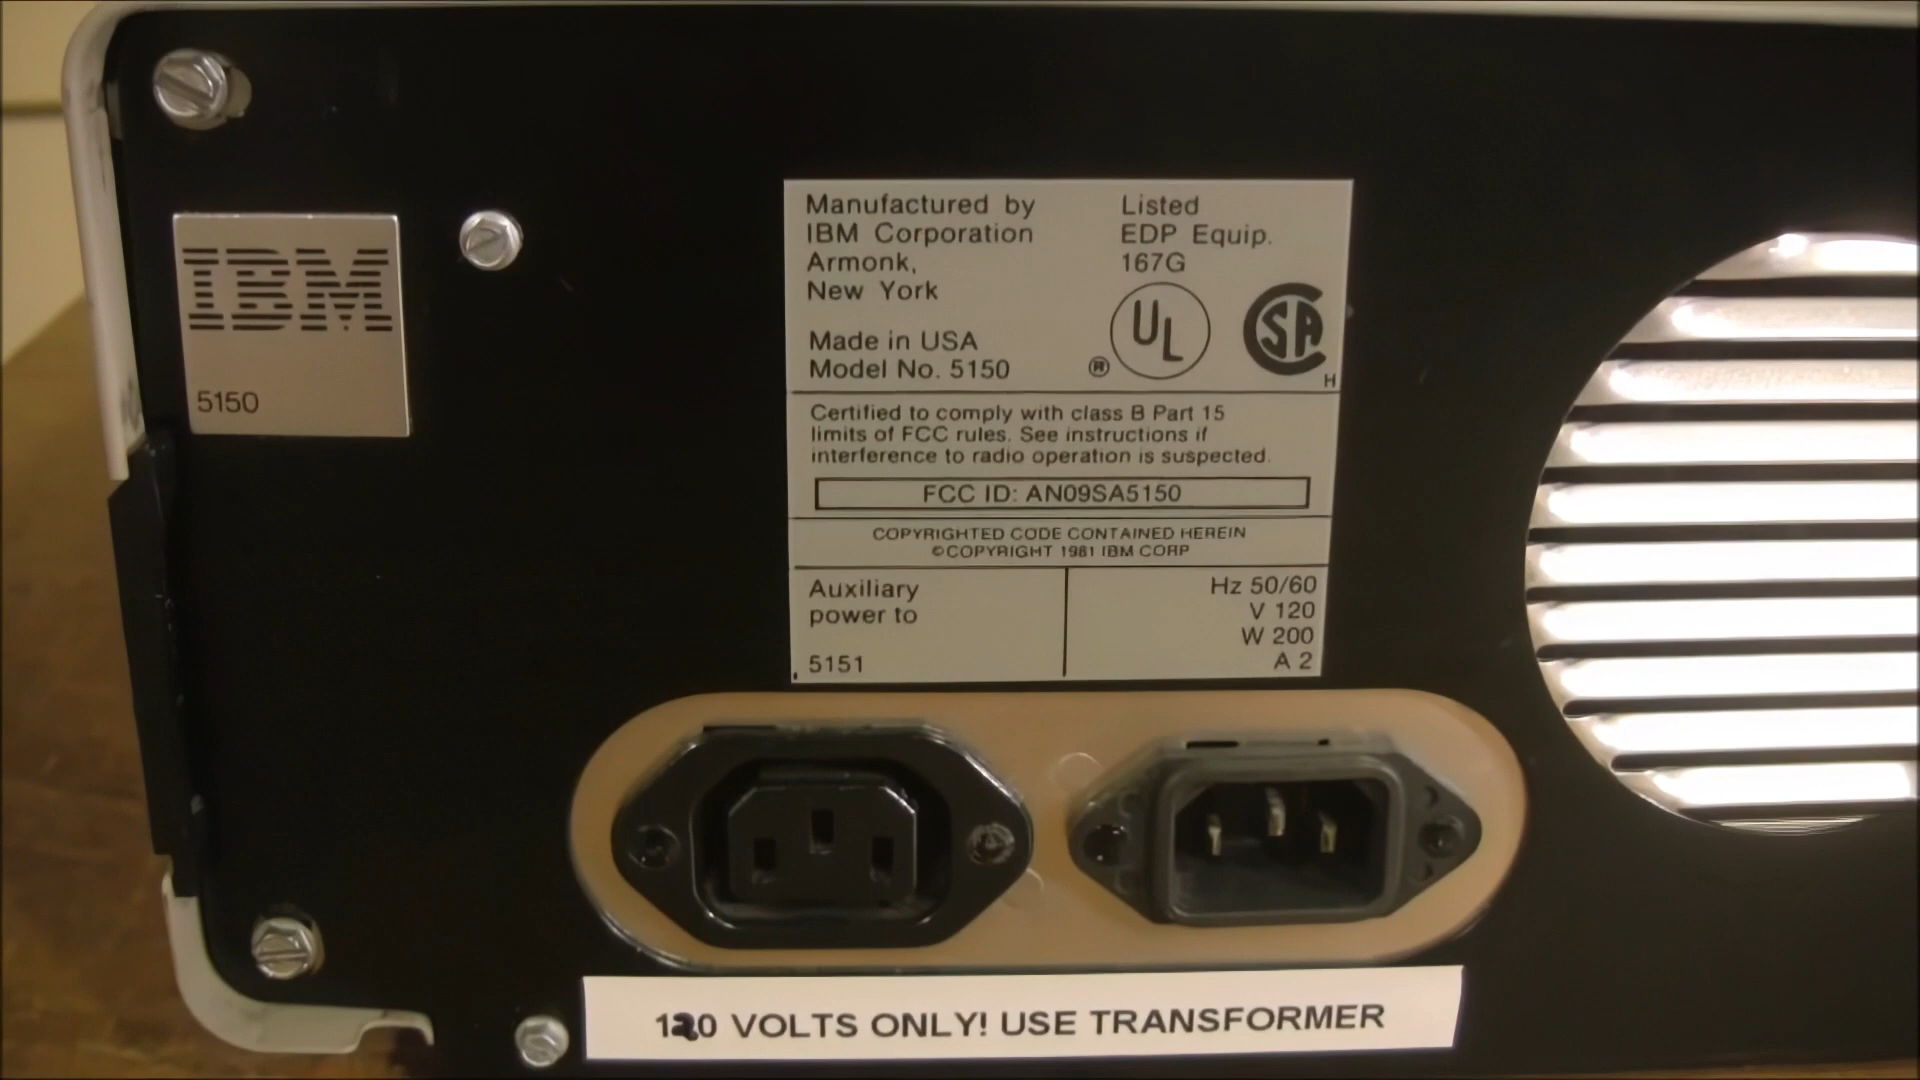 IBM
5150
Manufactured by
IBM Corporation
Armonk,
New York
Made in USA
Model No. 5150
Listed
EDP Equip.
167G
UL
®
SA
H
Certified to comply with class B Part 15
limits of FCC rules. See instructions if
interference to radio operation is suspected.
FCC ID: AN09SA5150
COPYRIGHTED CODE CONTAINED HEREIN
©COPYRIGHT 1981 IBM CORP
Auxiliary
power to
5151
Hz 50/60
V 120
W 200
A 2
120 VOLTS ONLY! USE TRANSFORMER